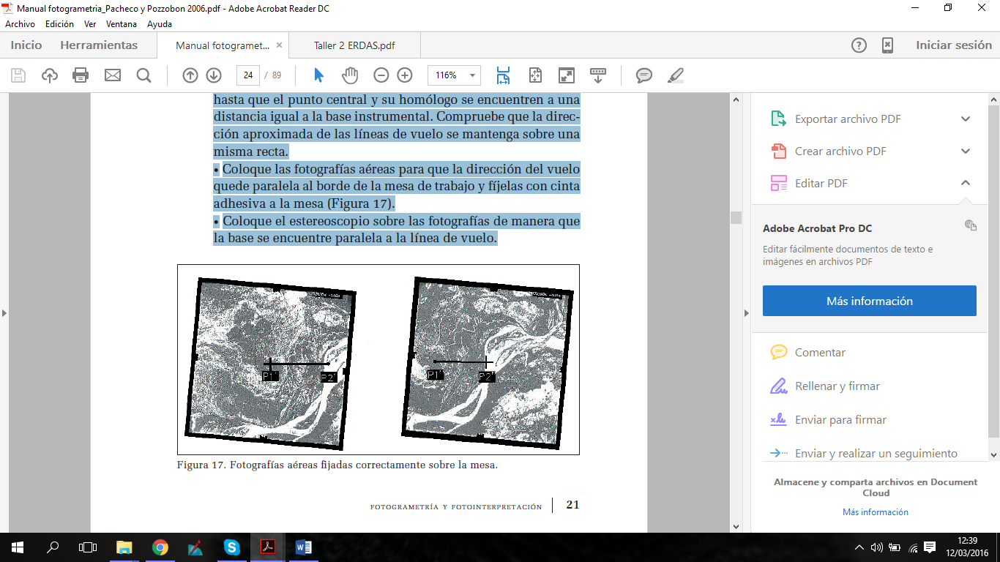 Manual fotogrametria_Pacheco y Pozzobon 2006.pdf - Adobe Acrobat Reader DC
Archivo Edición Ver Ventana Ayuda
Inicio Herramientas Manual fotogramet... × Taller 2 ERDAS.pdf Iniciar sesión
24 / 89 116%
hasta que el punto central y su homólogo se encuentren a una
distancia igual a la base instrumental. Compruebe que la direc-
ción aproximada de las líneas de vuelo se mantenga sobre una
misma recta.
• Coloque las fotografías aéreas para que la dirección del vuelo
quede paralela al borde de la mesa de trabajo y fíjelas con cinta
adhesiva a la mesa (Figura 17).
• Coloque el estereoscopio sobre las fotografías de manera que
la base se encuentre paralela a la línea de vuelo.
P1' P2' P1' P2'
Figura 17. Fotografías aéreas fijadas correctamente sobre la mesa.
FOTOGRAMETRÍA Y FOTOINTERPRETACIÓN 21
Exportar archivo PDF
Crear archivo PDF
Editar PDF
Adobe Acrobat Pro DC
Editar fácilmente documentos de texto e
imágenes en archivos PDF
Más información
Comentar
Rellenar y firmar
Enviar para firmar
Enviar y realizar un seguimiento
Almacene y comparta archivos en Document
Cloud
Más información
12:39
12/03/2016